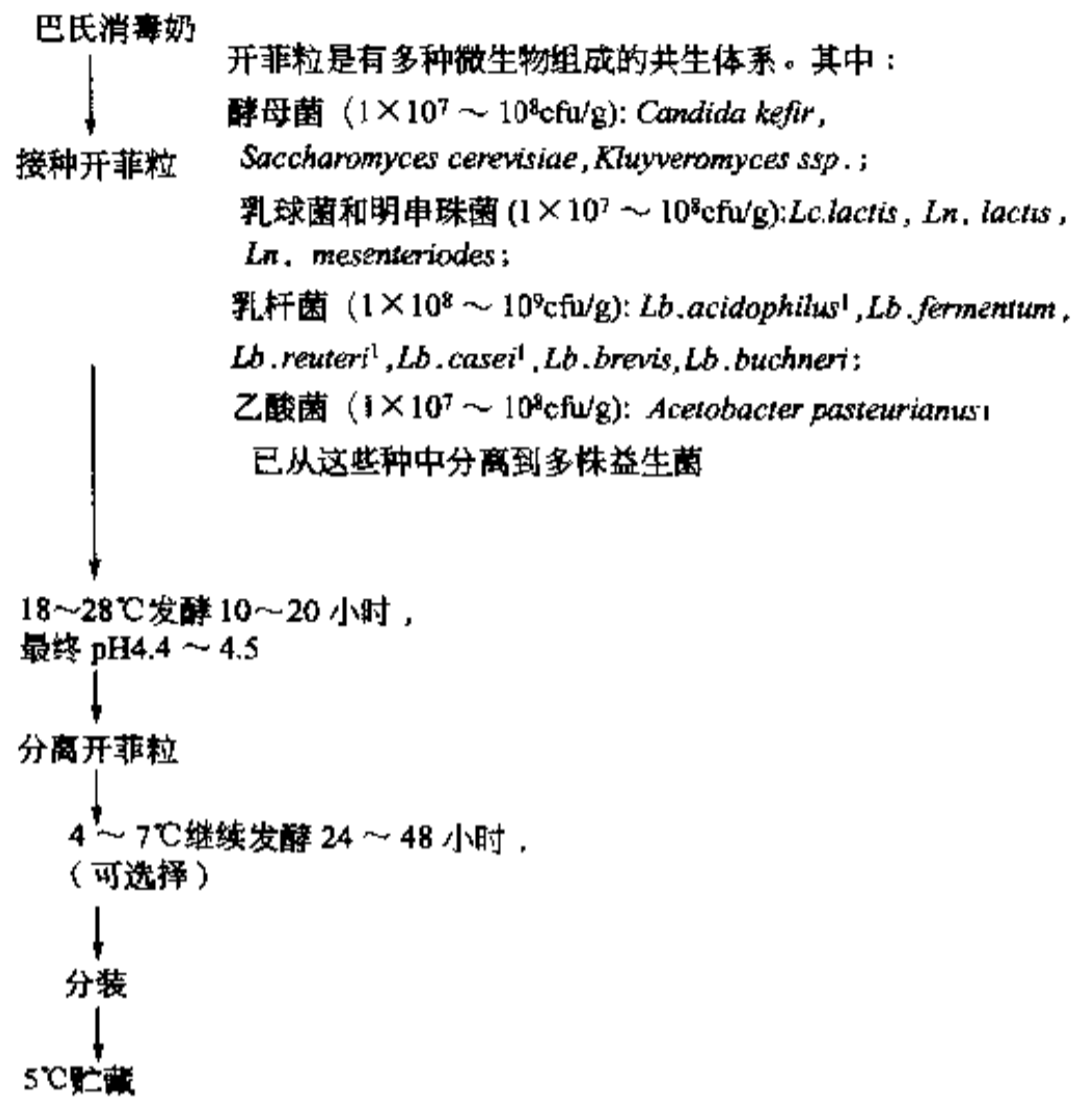 巴氏消毒奶
开菲粒是有多种微生物组成的共生体系。其中：
酵母菌（1×10⁷～10⁸cfu/g): Candida kefir,
接种开菲粒
Saccharomyces cerevisiae,Kluyveromyces ssp.;
乳球菌和明串珠菌(1×10⁷～10⁸cfu/g):Lc.lactis, Ln. lactis,
Ln. mesenteriodes;
乳杆菌（1×10⁸～10⁹cfu/g): Lb.acidophilus¹,Lb.fermentum,
Lb.reuteri¹,Lb.casei¹,Lb.brevis,Lb.buchneri;
乙酸菌（1×10⁷～10⁸cfu/g): Acetobacter pasteurianus;
已从这些种中分离到多株益生菌
18～28℃发酵10～20小时，
最终 pH4.4～4.5
分离开菲粒
4～7℃继续发酵24～48小时，
（可选择）
分装
5℃贮藏